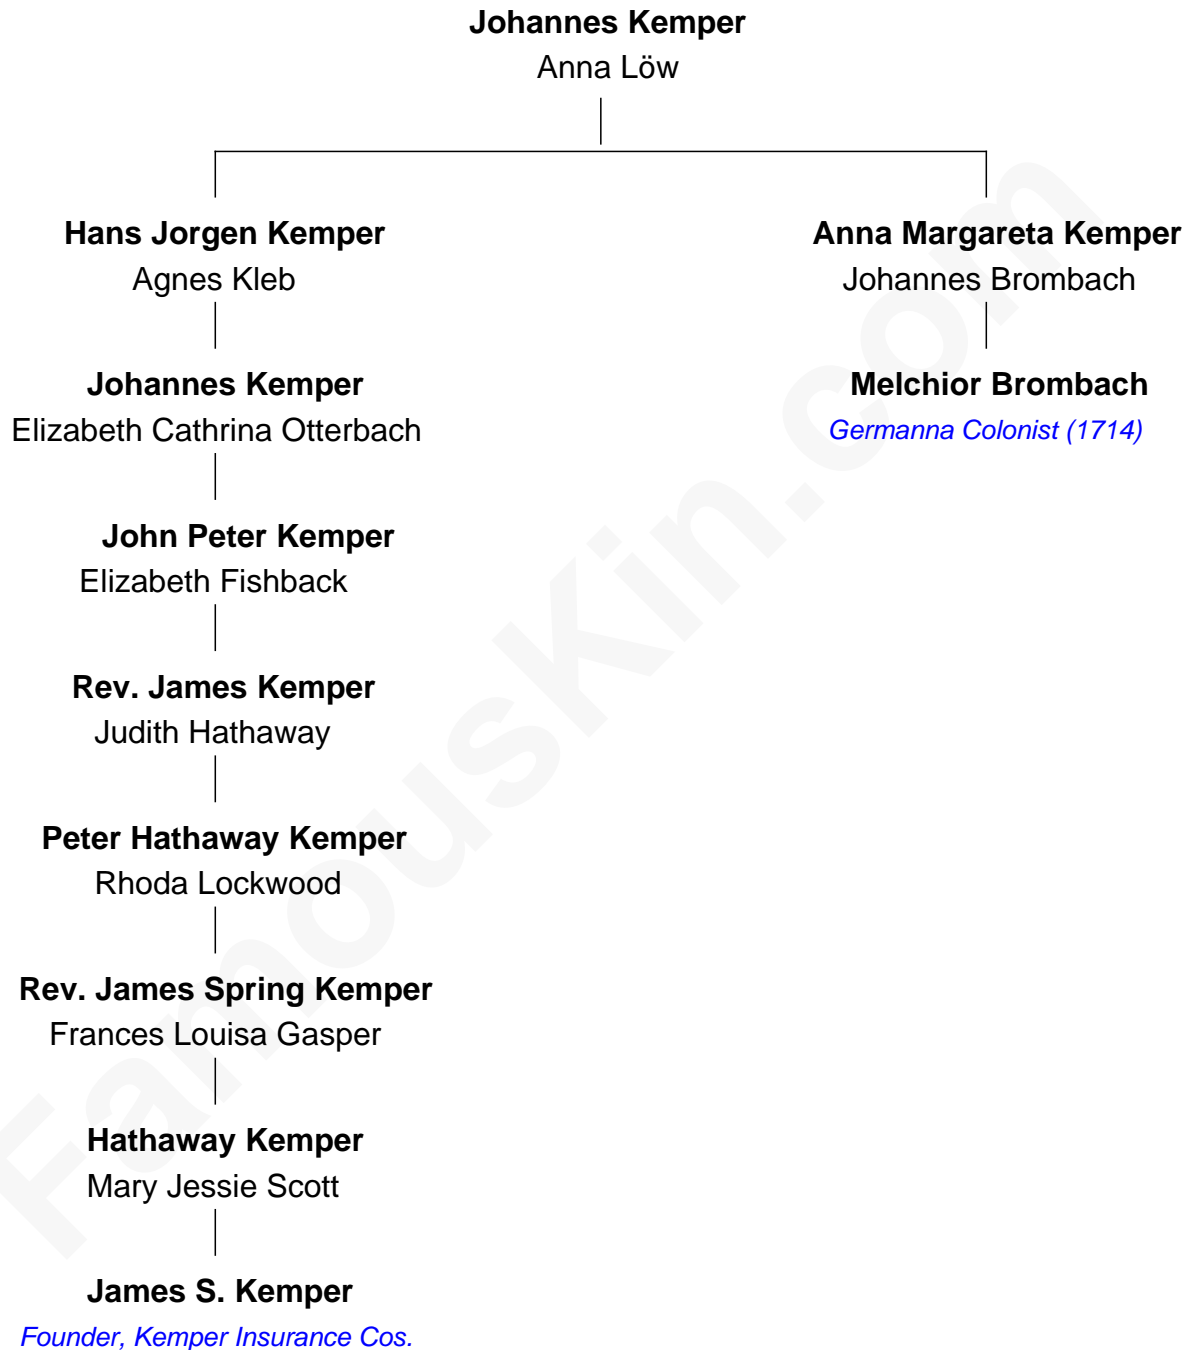 Johannes Kemper
Anna Löw
Hans Jorgen Kemper
Agnes Kleb
Anna Margareta Kemper
Johannes Brombach
Johannes Kemper
Elizabeth Cathrina Otterbach
Melchior Brombach
Germanna Colonist (1714)
John Peter Kemper
Elizabeth Fishback
Rev. James Kemper
Judith Hathaway
Peter Hathaway Kemper
Rhoda Lockwood
Rev. James Spring Kemper
Frances Louisa Gasper
Hathaway Kemper
Mary Jessie Scott
James S. Kemper
Founder, Kemper Insurance Cos.
FamousKin.com